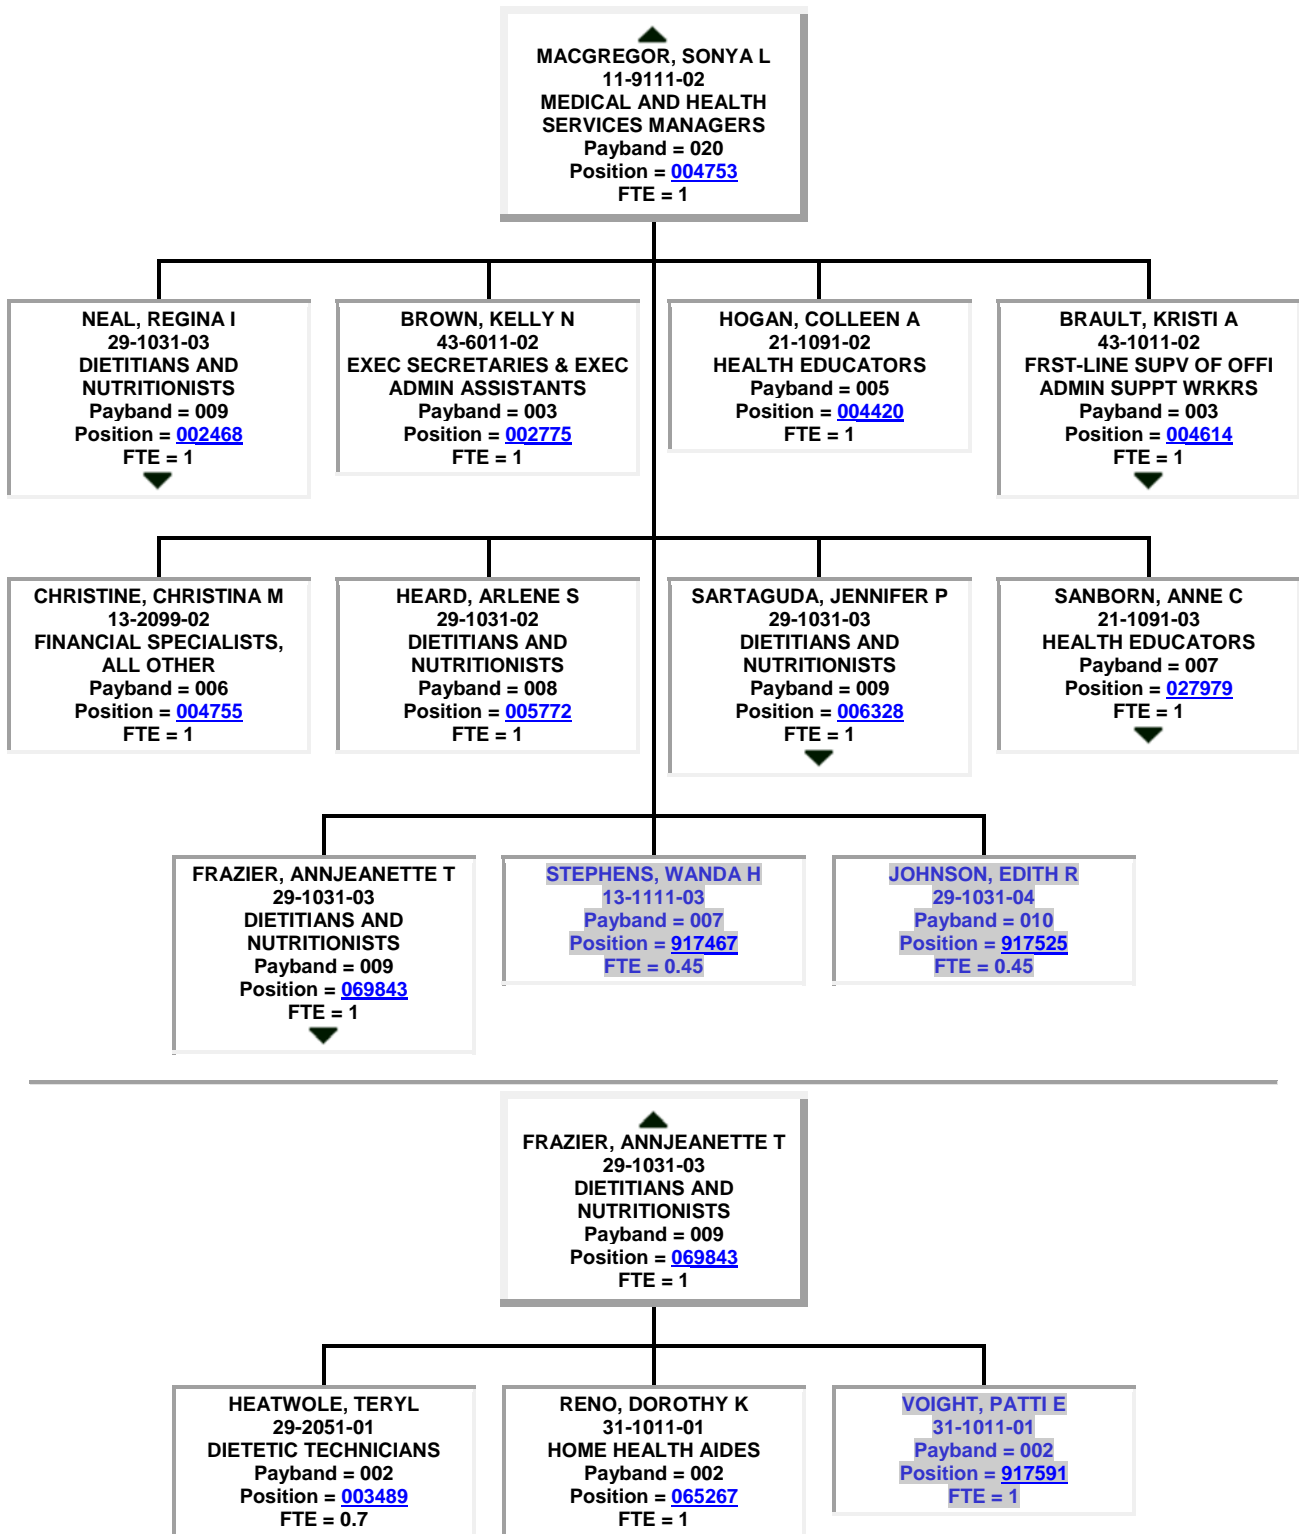 MACGREGOR, SONYA L
11-9111-02
MEDICAL AND HEALTH
SERVICES MANAGERS
Payband = 020
Position = 004753
FTE = 1
NEAL, REGINA I
29-1031-03
DIETITIANS AND
NUTRITIONISTS
Payband = 009
Position = 002468
FTE = 1
BROWN, KELLY N
43-6011-02
EXEC SECRETARIES & EXEC
ADMIN ASSISTANTS
Payband = 003
Position = 002775
FTE = 1
HOGAN, COLLEEN A
21-1091-02
HEALTH EDUCATORS
Payband = 005
Position = 004420
FTE = 1
BRAULT, KRISTI A
43-1011-02
FRST-LINE SUPV OF OFFI
ADMIN SUPPT WRKRS
Payband = 003
Position = 004614
FTE = 1
CHRISTINE, CHRISTINA M
13-2099-02
FINANCIAL SPECIALISTS,
ALL OTHER
Payband = 006
Position = 004755
FTE = 1
HEARD, ARLENE S
29-1031-02
DIETITIANS AND
NUTRITIONISTS
Payband = 008
Position = 005772
FTE = 1
SARTAGUDA, JENNIFER P
29-1031-03
DIETITIANS AND
NUTRITIONISTS
Payband = 009
Position = 006328
FTE = 1
SANBORN, ANNE C
21-1091-03
HEALTH EDUCATORS
Payband = 007
Position = 027979
FTE = 1
FRAZIER, ANNJEANETTE T
29-1031-03
DIETITIANS AND
NUTRITIONISTS
Payband = 009
Position = 069843
FTE = 1
STEPHENS, WANDA H
13-1111-03
Payband = 007
Position = 917467
FTE = 0.45
JOHNSON, EDITH R
29-1031-04
Payband = 010
Position = 917525
FTE = 0.45
FRAZIER, ANNJEANETTE T
29-1031-03
DIETITIANS AND
NUTRITIONISTS
Payband = 009
Position = 069843
FTE = 1
HEATWOLE, TERYL
29-2051-01
DIETETIC TECHNICIANS
Payband = 002
Position = 003489
FTE = 0.7
RENO, DOROTHY K
31-1011-01
HOME HEALTH AIDES
Payband = 002
Position = 065267
FTE = 1
VOIGHT, PATTI E
31-1011-01
Payband = 002
Position = 917591
FTE = 1